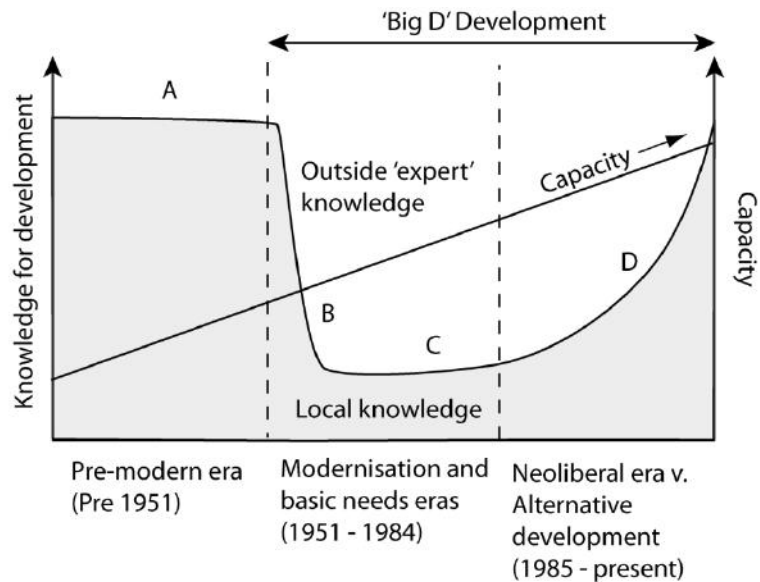 ‘Big D’ Development
Knowledge for development
A
Outside ‘expert’
knowledge
Capacity
B
C
D
Local knowledge
Capacity
Pre-modern era
(Pre 1951)
Modernisation and
basic needs eras
(1951 - 1984)
Neoliberal era v.
Alternative
development
(1985 - present)